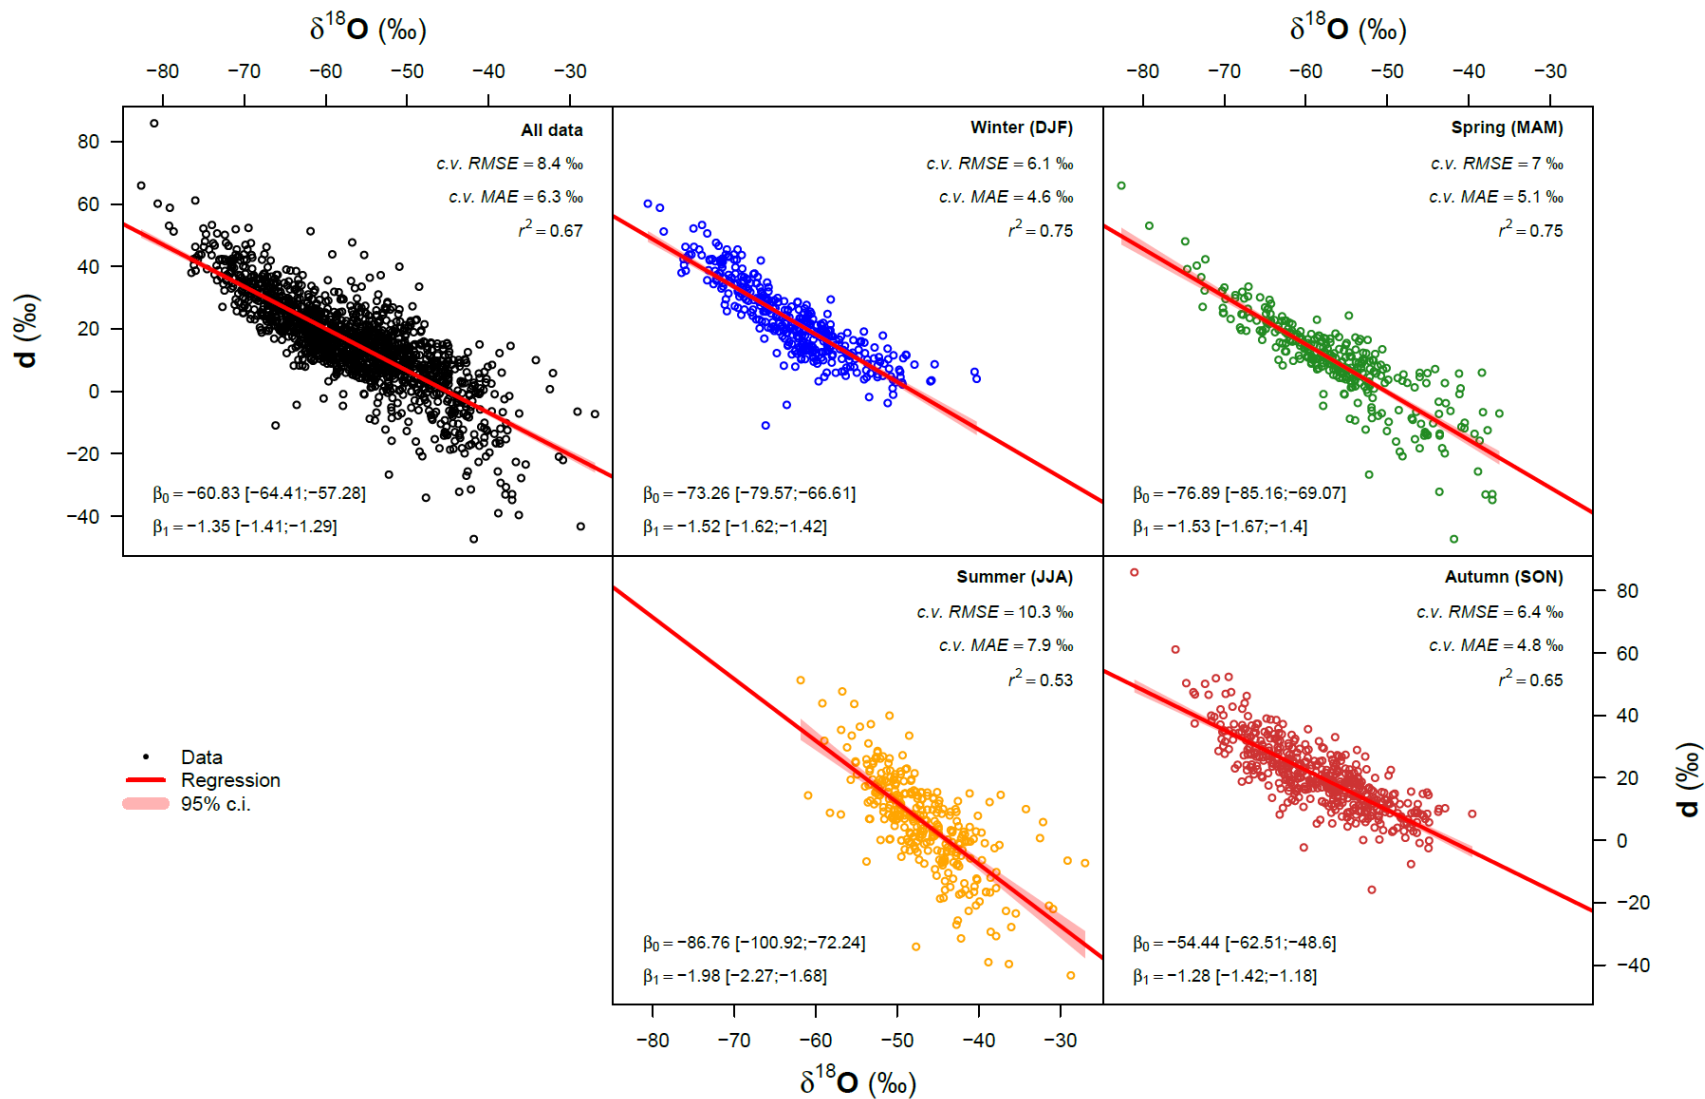 δ¹⁸O (‰)
δ¹⁸O (‰)
−80 −70 −60 −50 −40 −30
−80 −70 −60 −50 −40 −30
d (‰)
80
60
40
20
0
−20
−40
All data
c.v. RMSE = 8.4 ‰
c.v. MAE = 6.3 ‰
r² = 0.67
β₀ = −60.83 [−64.41;−57.28]
β₁ = −1.35 [−1.41;−1.29]
Winter (DJF)
c.v. RMSE = 6.1 ‰
c.v. MAE = 4.6 ‰
r² = 0.75
β₀ = −73.26 [−79.57;−66.61]
β₁ = −1.52 [−1.62;−1.42]
Spring (MAM)
c.v. RMSE = 7 ‰
c.v. MAE = 5.1 ‰
r² = 0.75
β₀ = −76.89 [−85.16;−69.07]
β₁ = −1.53 [−1.67;−1.4]
Data
Regression
95% c.i.
Summer (JJA)
c.v. RMSE = 10.3 ‰
c.v. MAE = 7.9 ‰
r² = 0.53
β₀ = −86.76 [−100.92;−72.24]
β₁ = −1.98 [−2.27;−1.68]
Autumn (SON)
c.v. RMSE = 6.4 ‰
c.v. MAE = 4.8 ‰
r² = 0.65
β₀ = −54.44 [−62.51;−48.6]
β₁ = −1.28 [−1.42;−1.18]
80
60
40
20
0
−20
−40
d (‰)
−80 −70 −60 −50 −40 −30
δ¹⁸O (‰)